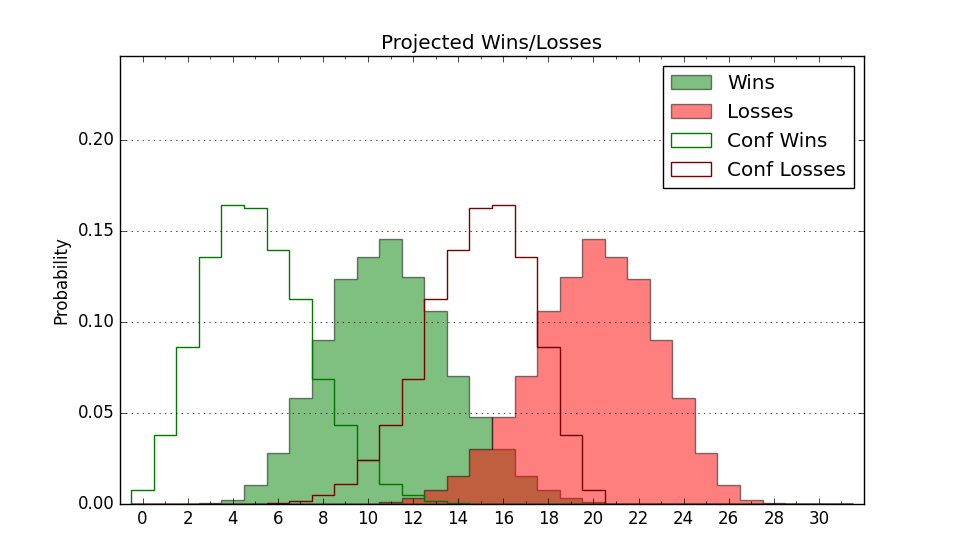 Projected Wins/Losses
Wins
Losses
Conf Wins
Conf Losses
Probability
0.20
0.15
0.10
0.05
0.00
0 2 4 6 8 10 12 14 16 18 20 22 24 26 28 30